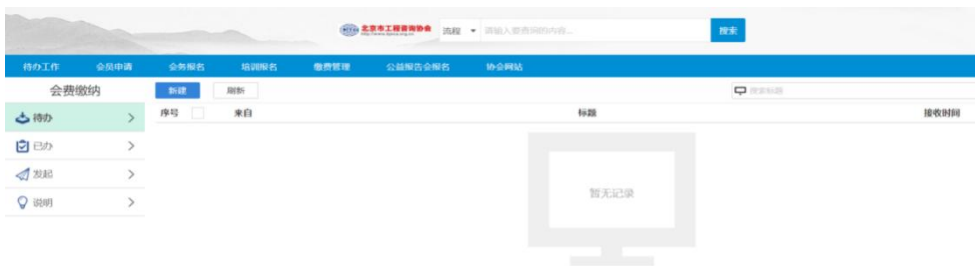 北京市工程咨询协会
流程
请输入要查询的内容...
搜索
待办工作 会员申请 会务报名 培训报名 缴费管理 公益报告会报名 协会网站
会费缴纳
新建 刷新
搜索标题
待办
序号 来自 标题 接收时间
已办
发起
说明
暂无记录